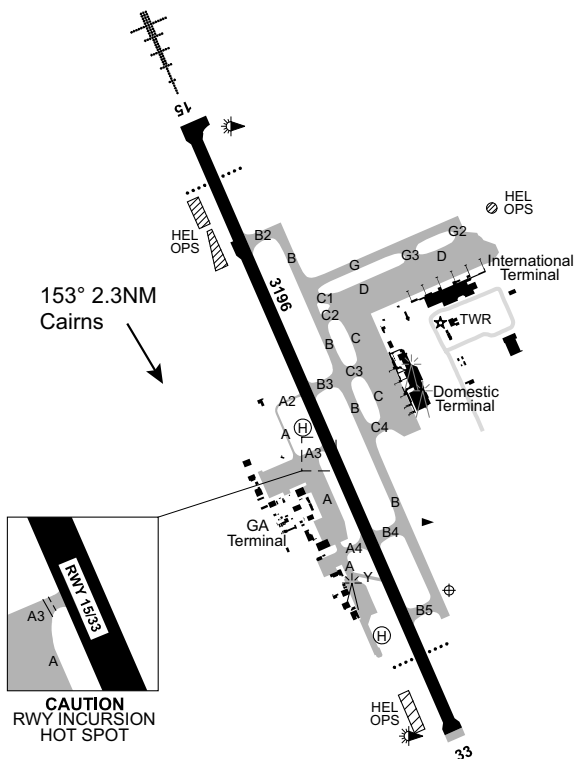 15
HEL
OPS
G2
B2
HEL
OPS
G3
D
B
G
International
Terminal
153° 2.3NM
Cairns
3196
D
C1
C2
TWR
B
C
C3
B3
Domestic
Terminal
A2
B
C
H
A
C4
A3
A
B
GA
Terminal
B4
A4
A
Y
RWY 15/33
A3
B5
H
A
CAUTION
RWY INCURSION
HOT SPOT
HEL
OPS
33